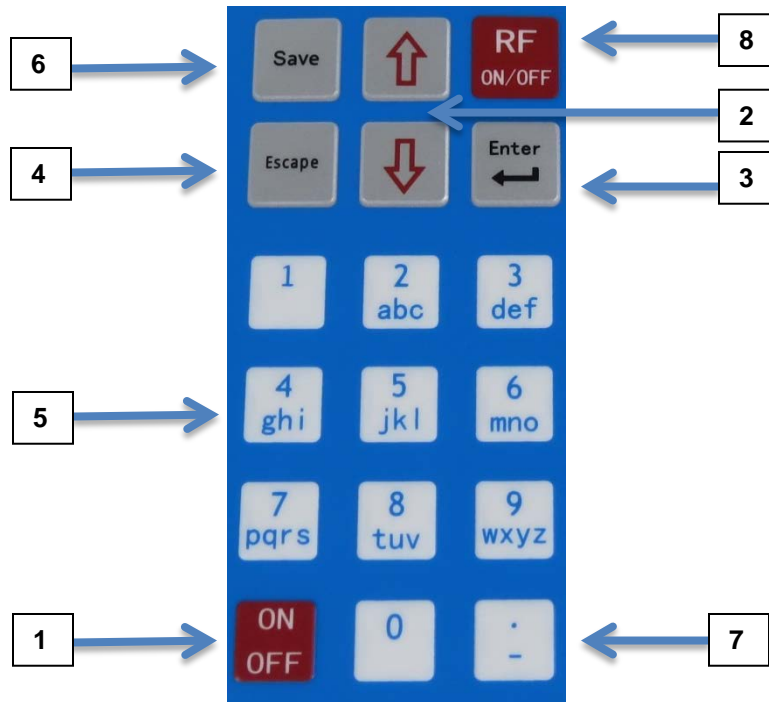 6
Save
RF
ON/OFF
8
2
4
Escape
Enter
3
1
2
abc
3
def
5
4
ghi
5
jkl
6
mno
7
pqrs
8
tuv
9
wxyz
1
ON
OFF
0
.
-
7